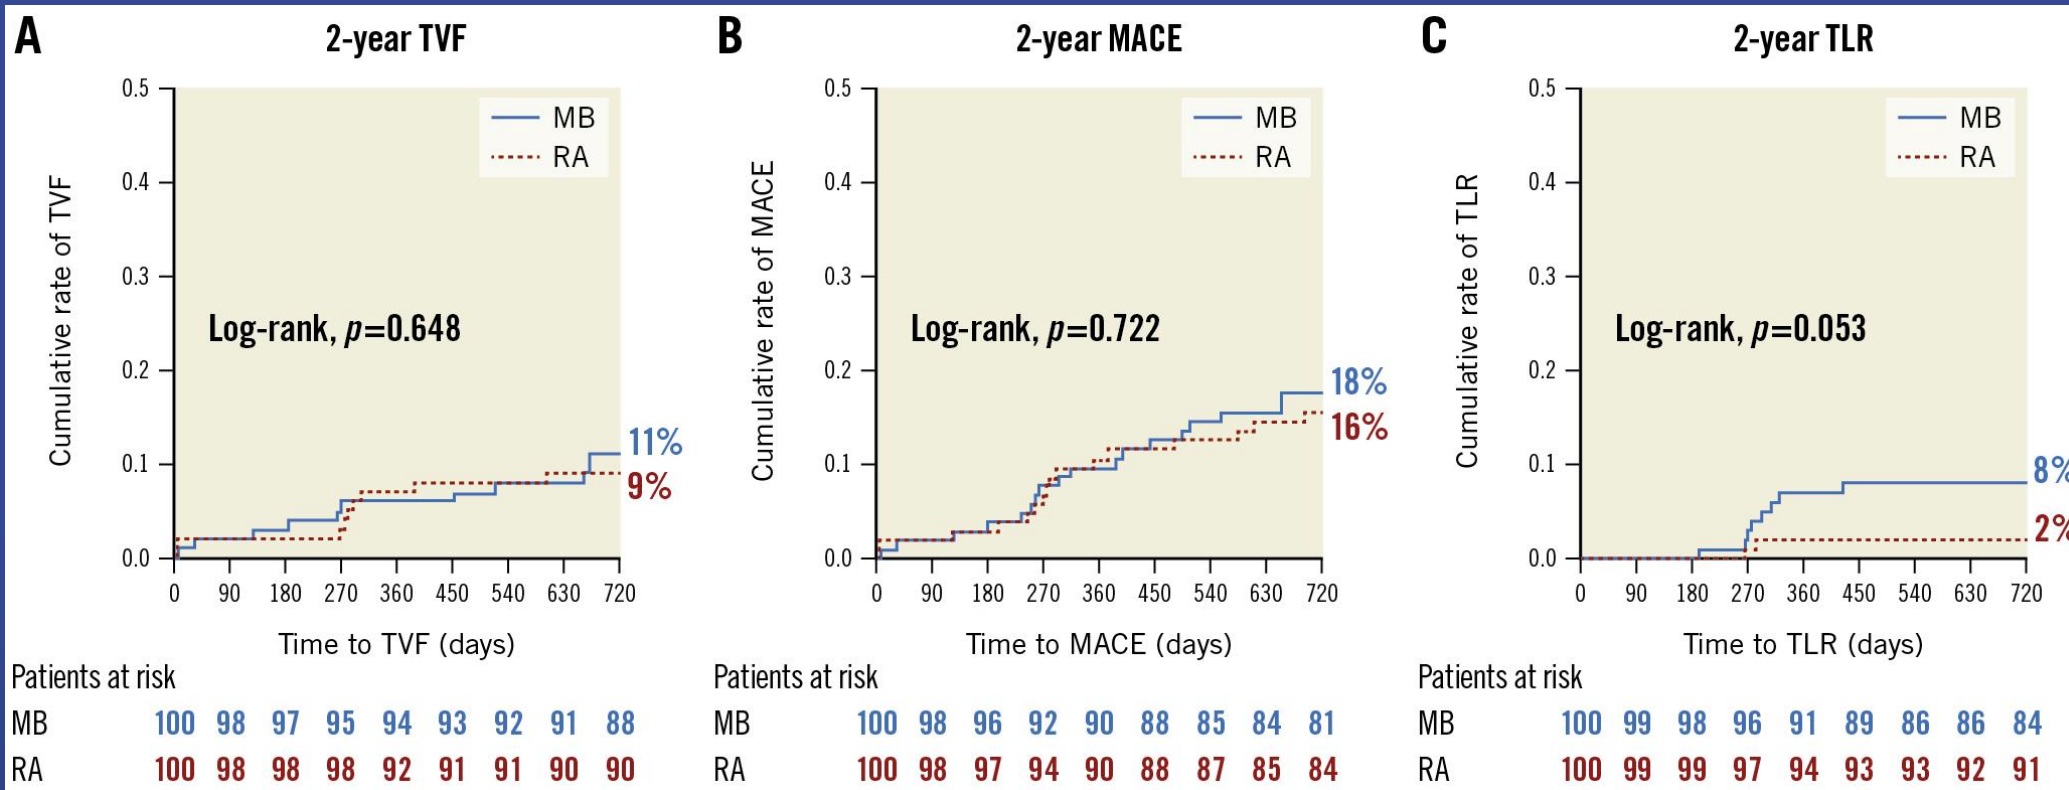 A 2-year TVF
0.5
0.4
0.3
0.2
0.1
0.0
Cumulative rate of TVF
MB
RA
Log-rank, p=0.648
11%
9%
0 90 180 270 360 450 540 630 720
Time to TVF (days)
Patients at risk
MB 100 98 97 95 94 93 92 91 88
RA 100 98 98 98 92 91 91 90 90
B 2-year MACE
0.5
0.4
0.3
0.2
0.1
0.0
Cumulative rate of MACE
MB
RA
Log-rank, p=0.722
18%
16%
0 90 180 270 360 450 540 630 720
Time to MACE (days)
Patients at risk
MB 100 98 96 92 90 88 85 84 81
RA 100 98 97 94 90 88 87 85 84
C 2-year TLR
0.5
0.4
0.3
0.2
0.1
0.0
Cumulative rate of TLR
MB
RA
Log-rank, p=0.053
8%
2%
0 90 180 270 360 450 540 630 720
Time to TLR (days)
Patients at risk
MB 100 99 98 96 91 89 86 86 84
RA 100 99 99 97 94 93 93 92 91